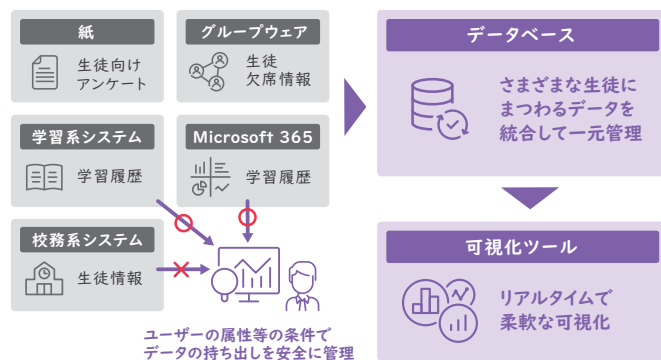 紙
生徒向け
アンケート
グループウェア
生徒
欠席情報
学習系システム
学習履歴
Microsoft 365
学習履歴
校務系システム
生徒情報
ユーザーの属性等の条件で
データの持ち出しを安全に管理
データベース
さまざまな生徒に
まつわるデータを
統合して一元管理
可視化ツール
リアルタイムで
柔軟な可視化